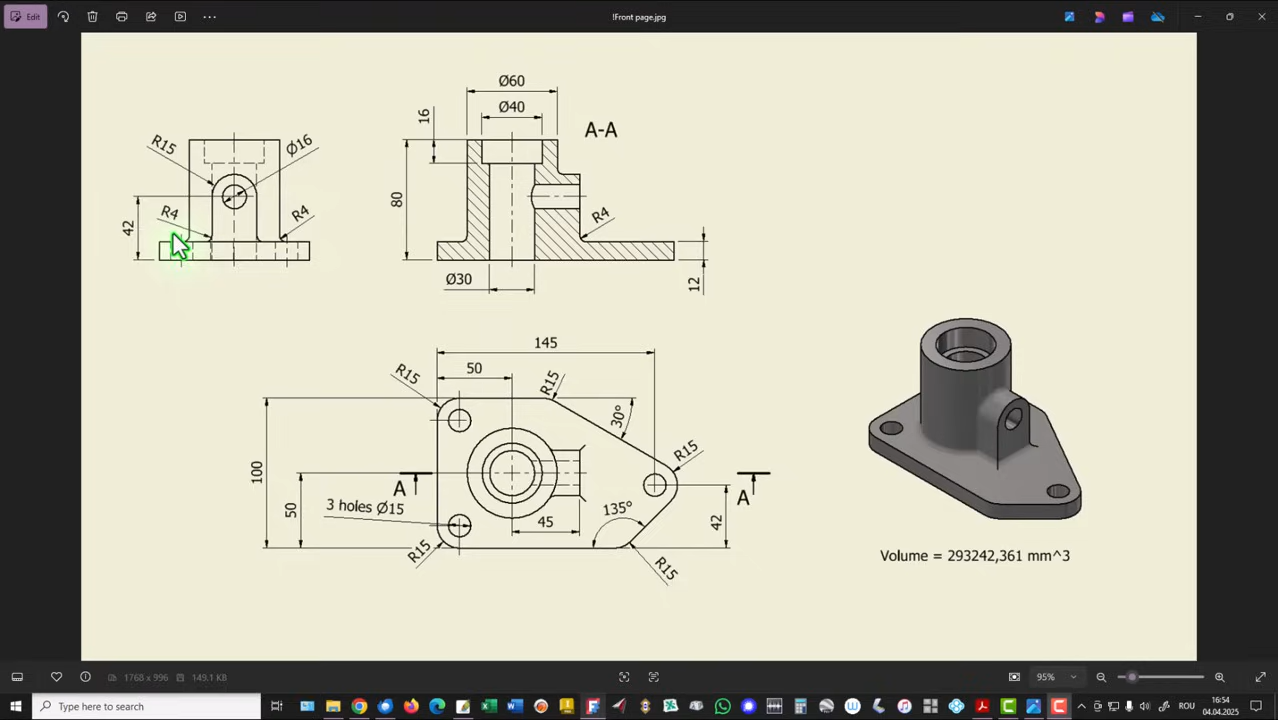 Edit
!Front page.jpg
Ø60
Ø40
16
A-A
R15
Ø16
80
R4
R4
R4
42
Ø30
12
145
50
R15
R15
30°
R15
100
50
A
A
3 holes Ø15
135°
45
42
R15
R15
Volume = 293242,361 mm^3
1768 x 996
149.1 KB
95%
Type here to search
ROU
16:54
04.04.2025